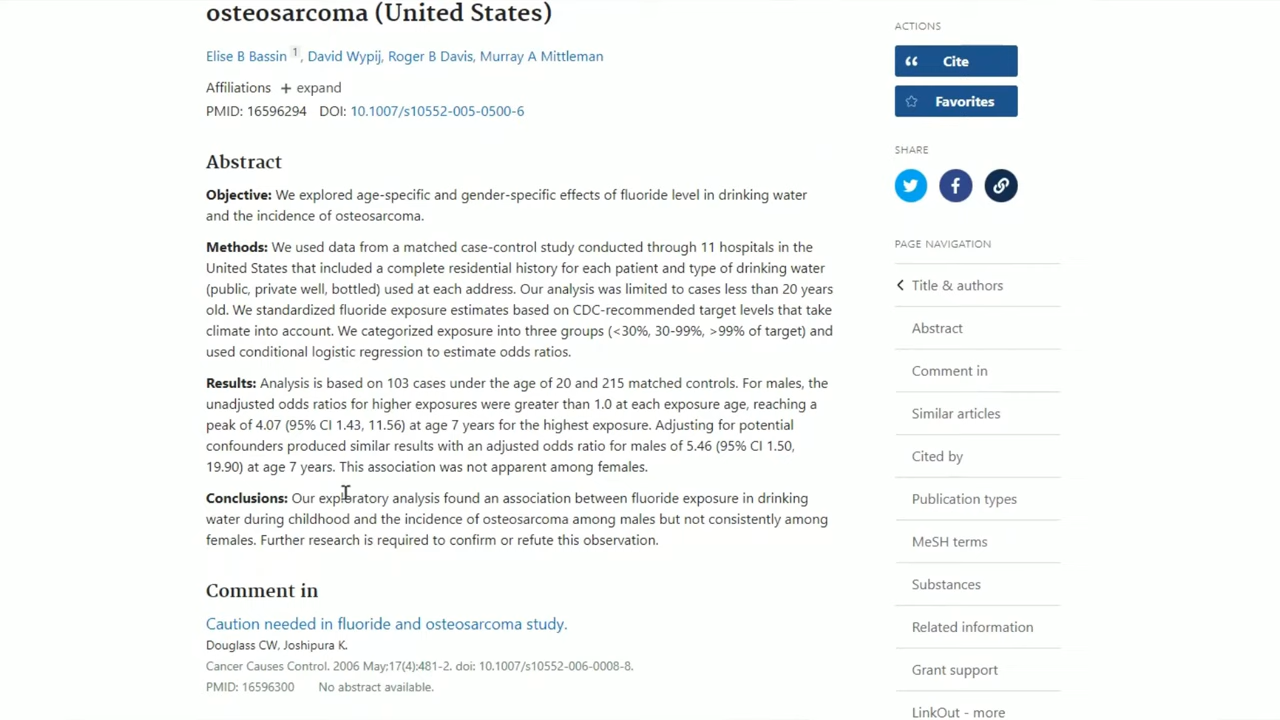 osteosarcoma (United States)
Elise B Bassin 1, David Wypij, Roger B Davis, Murray A Mittleman
Affiliations + expand
PMID: 16596294 DOI: 10.1007/s10552-005-0500-6
Abstract
Objective: We explored age-specific and gender-specific effects of fluoride level in drinking water
and the incidence of osteosarcoma.
Methods: We used data from a matched case-control study conducted through 11 hospitals in the
United States that included a complete residential history for each patient and type of drinking water
(public, private well, bottled) used at each address. Our analysis was limited to cases less than 20 years
old. We standardized fluoride exposure estimates based on CDC-recommended target levels that take
climate into account. We categorized exposure into three groups (<30%, 30-99%, >99% of target) and
used conditional logistic regression to estimate odds ratios.
Results: Analysis is based on 103 cases under the age of 20 and 215 matched controls. For males, the
unadjusted odds ratios for higher exposures were greater than 1.0 at each exposure age, reaching a
peak of 4.07 (95% CI 1.43, 11.56) at age 7 years for the highest exposure. Adjusting for potential
confounders produced similar results with an adjusted odds ratio for males of 5.46 (95% CI 1.50,
19.90) at age 7 years. This association was not apparent among females.
Conclusions: Our exploratory analysis found an association between fluoride exposure in drinking
water during childhood and the incidence of osteosarcoma among males but not consistently among
females. Further research is required to confirm or refute this observation.
Comment in
Caution needed in fluoride and osteosarcoma study.
Douglass CW, Joshipura K.
Cancer Causes Control. 2006 May;17(4):481-2. doi: 10.1007/s10552-006-0008-8.
PMID: 16596300 No abstract available.
ACTIONS
Cite
Favorites
SHARE
PAGE NAVIGATION
Title & authors
Abstract
Comment in
Similar articles
Cited by
Publication types
MeSH terms
Substances
Related information
Grant support
LinkOut - more